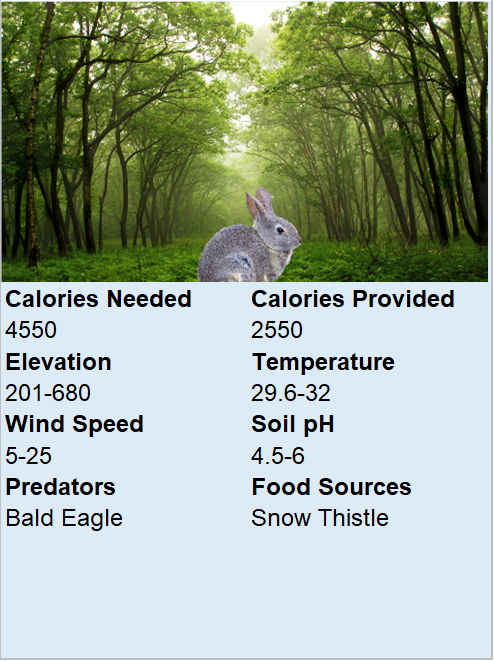 Calories Needed Calories Provided
4550 2550
Elevation Temperature
201-680 29.6-32
Wind Speed Soil pH
5-25 4.5-6
Predators Food Sources
Bald Eagle Snow Thistle